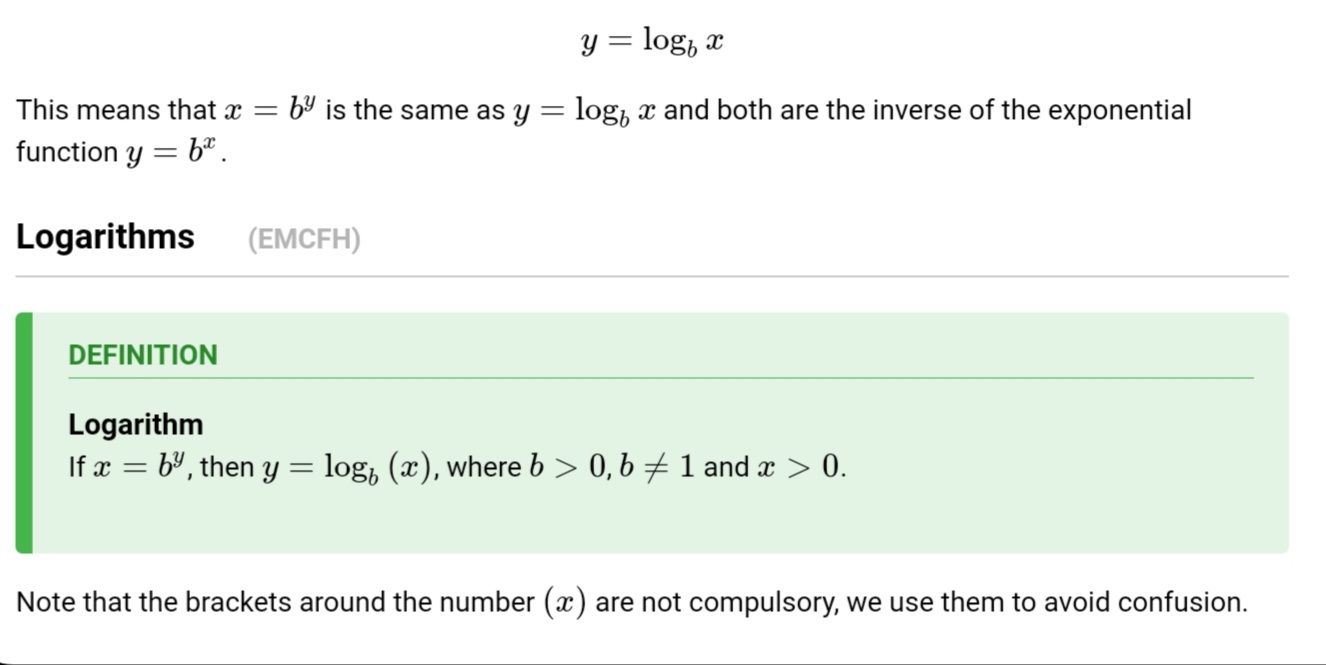 y = log_b x
This means that x = b^y is the same as y = log_b x and both are the inverse of the exponential
function y = b^x .
Logarithms (EMCFH)
DEFINITION
Logarithm
If x = b^y, then y = log_b (x), where b > 0, b ≠ 1 and x > 0.
Note that the brackets around the number (x) are not compulsory, we use them to avoid confusion.